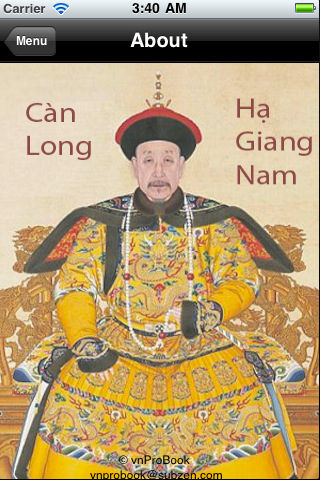 Carrier 3:40 AM
Menu About
Càn
Long
Hạ
Giang
Nam
© vnProBook
vnprobook@subzen.com